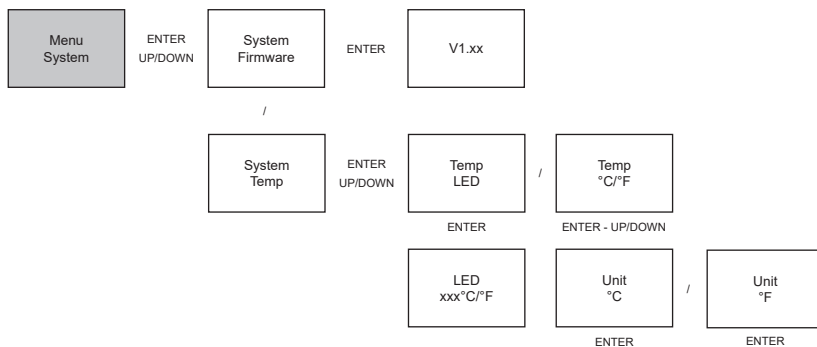 Menu
System
ENTER
UP/DOWN
System
Firmware
ENTER
V1.xx
/
System
Temp
ENTER
UP/DOWN
Temp
LED
/
Temp
°C/°F
ENTER
ENTER - UP/DOWN
LED
xxx°C/°F
Unit
°C
/
Unit
°F
ENTER
ENTER